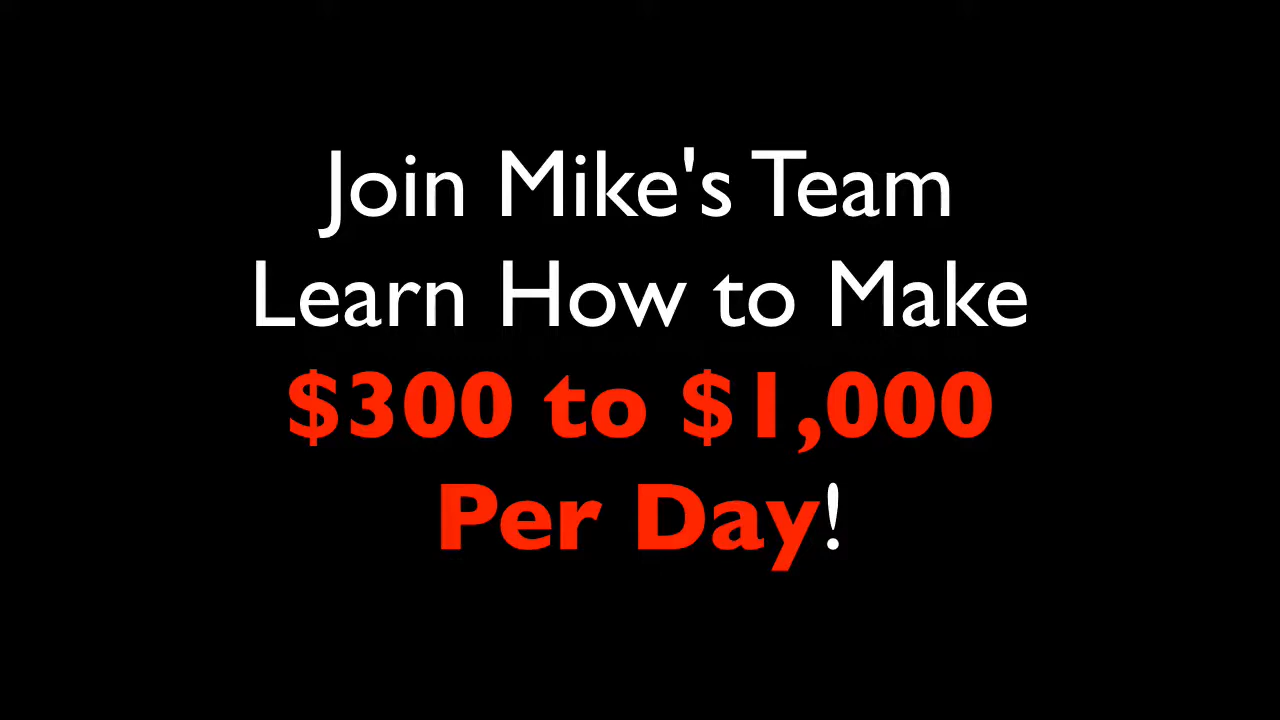 Join Mike's Team
Learn How to Make
$300 to $1,000
Per Day!